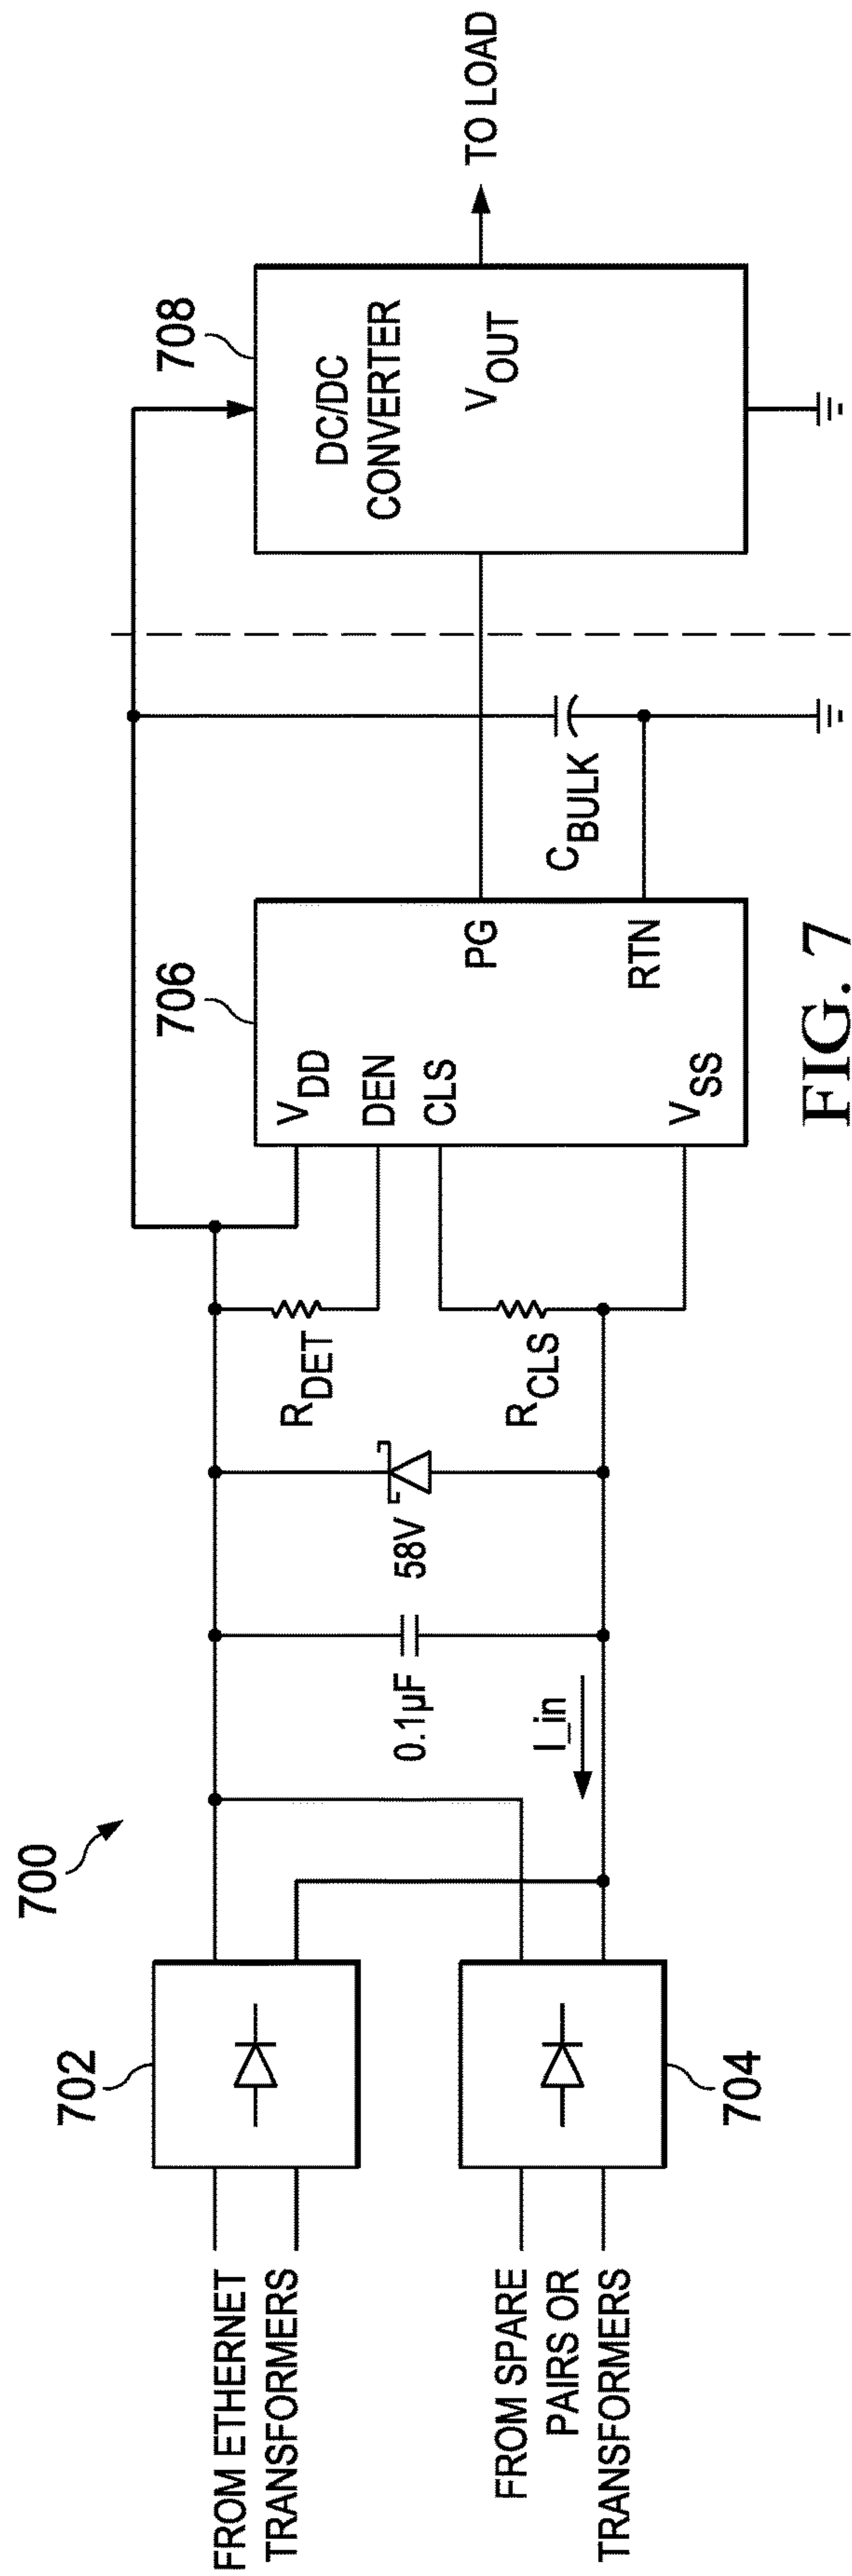 700
FROM ETHERNET
TRANSFORMERS
702
FROM SPARE
PAIRS OR
TRANSFORMERS
704
I_in
0.1µF
58V
RDET
RCLS
706
VDD
DEN
CLS
VSS
PG
RTN
CBULK
708
DC/DC
CONVERTER
VOUT
TO LOAD
FIG. 7